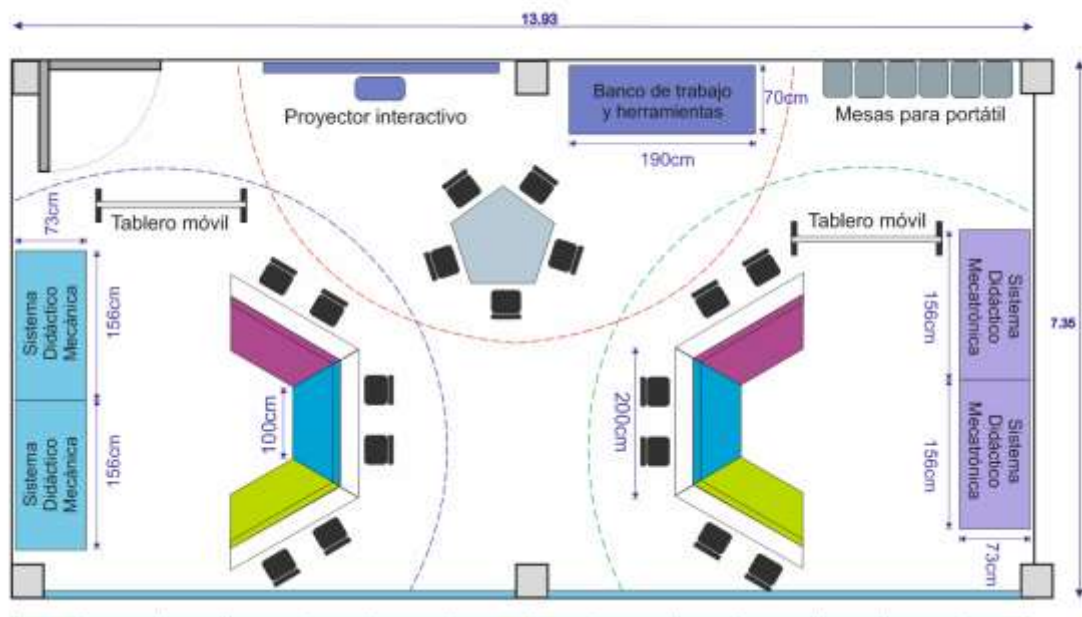 13.93
Banco de trabajo
y herramientas
70cm
190cm
Proyector interactivo
Mesas para portátil
73cm
Tablero móvil
Tablero móvil
Sistema
Didáctico
Mecánica
156cm
Sistema
Didáctico
Mecánica
156cm
100cm
200cm
156cm
Sistema
Didáctico
Mecatrónica
156cm
Sistema
Didáctico
Mecatrónica
73cm
7.35